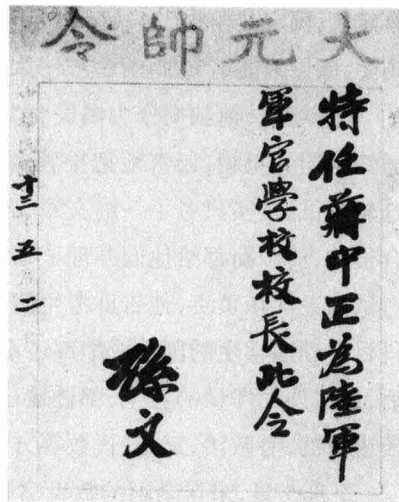 大元帥令
特任蔣中正為陸軍
軍官學校校長此令
孫文
十三 五 二